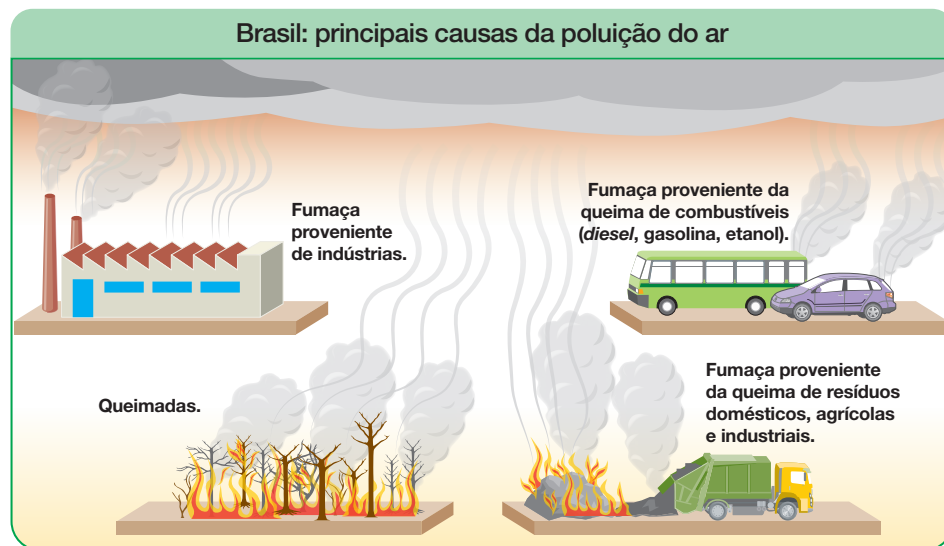 Brasil: principais causas da poluição do ar
Fumaça
proveniente
de indústrias.
Fumaça proveniente da
queima de combustíveis
(diesel, gasolina, etanol).
Queimadas.
Fumaça proveniente
da queima de resíduos
domésticos, agrícolas
e industriais.